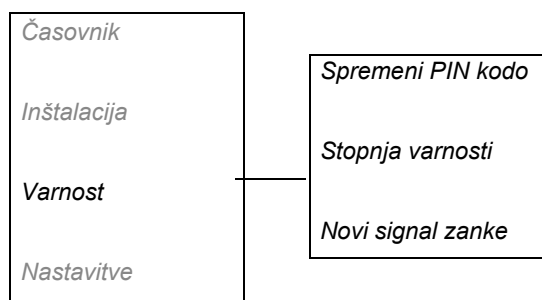 Časovnik
Inštalacija
Varnost
Nastavitve
Spremeni PIN kodo
Stopnja varnosti
Novi signal zanke